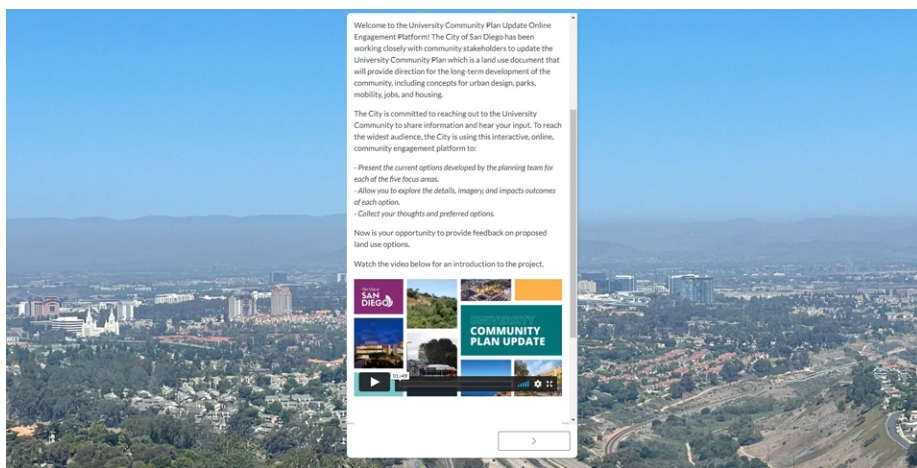 Welcome to the University Community Plan Update Online
Engagement Platform! The City of San Diego has been
working closely with community stakeholders to update the
University Community Plan which is a land use document that
will provide direction for the long-term development of the
community, including concepts for urban design, parks,
mobility, jobs, and housing.
The City is committed to reaching out to the University
Community to share information and hear your input. To reach
the widest audience, the City is using this interactive, online,
community engagement platform to:
- Present the current options developed by the planning team for
each of the five focus areas.
- Allow you to explore the details, imagery, and impacts outcomes
of each option.
- Collect your thoughts and preferred options.
Now is your opportunity to provide feedback on proposed
land use options.
Watch the video below for an introduction to the project.
The City of
SAN
DIEGO
UNIVERSITY
COMMUNITY
PLAN UPDATE
01:49